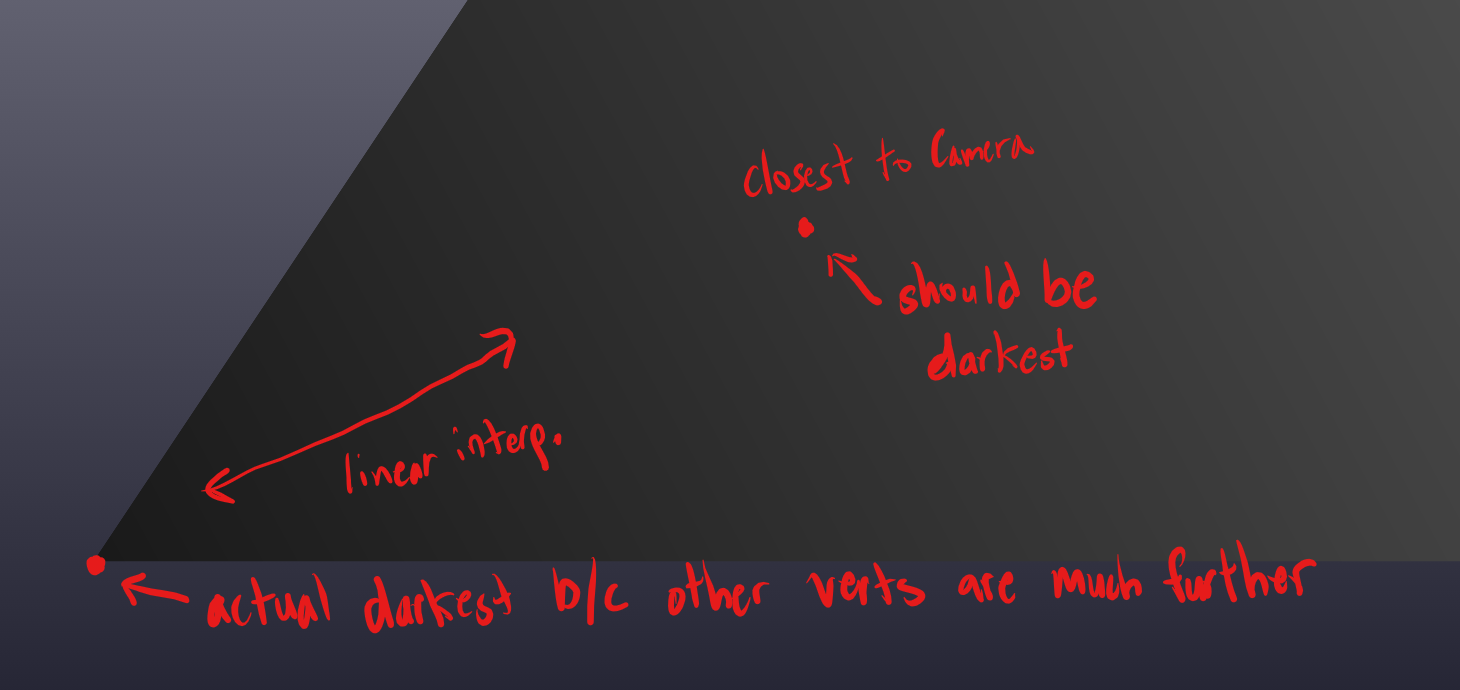 closest to Camera
should be
darkest
linear interp.
actual darkest b/c other verts are much further